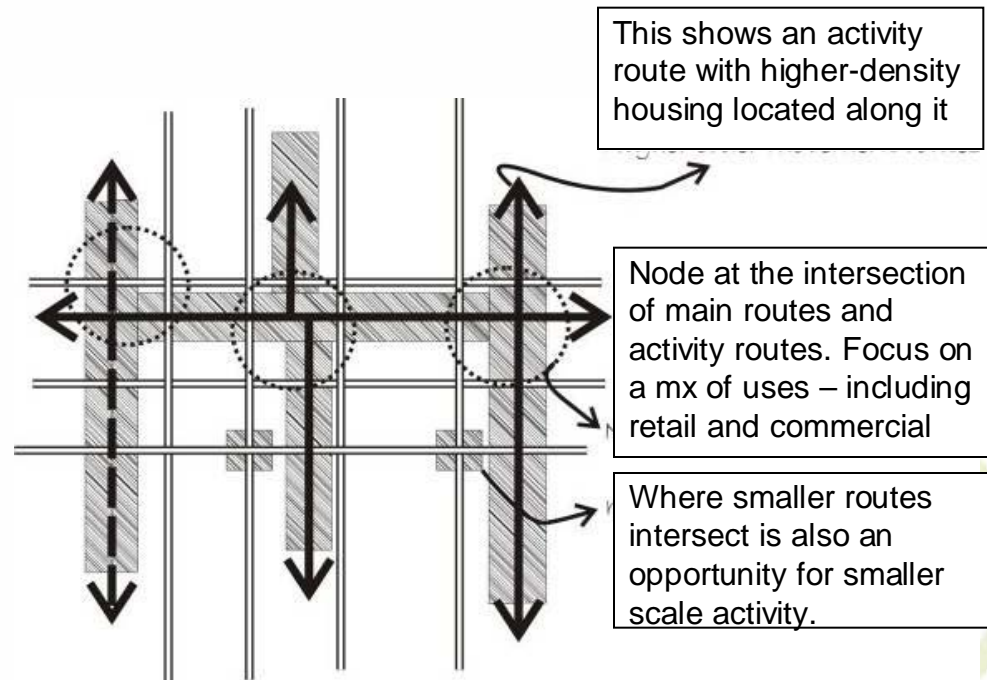 This shows an activity
route with higher-density
housing located along it
Node at the intersection
of main routes and
activity routes. Focus on
a mx of uses – including
retail and commercial
Where smaller routes
intersect is also an
opportunity for smaller
scale activity.